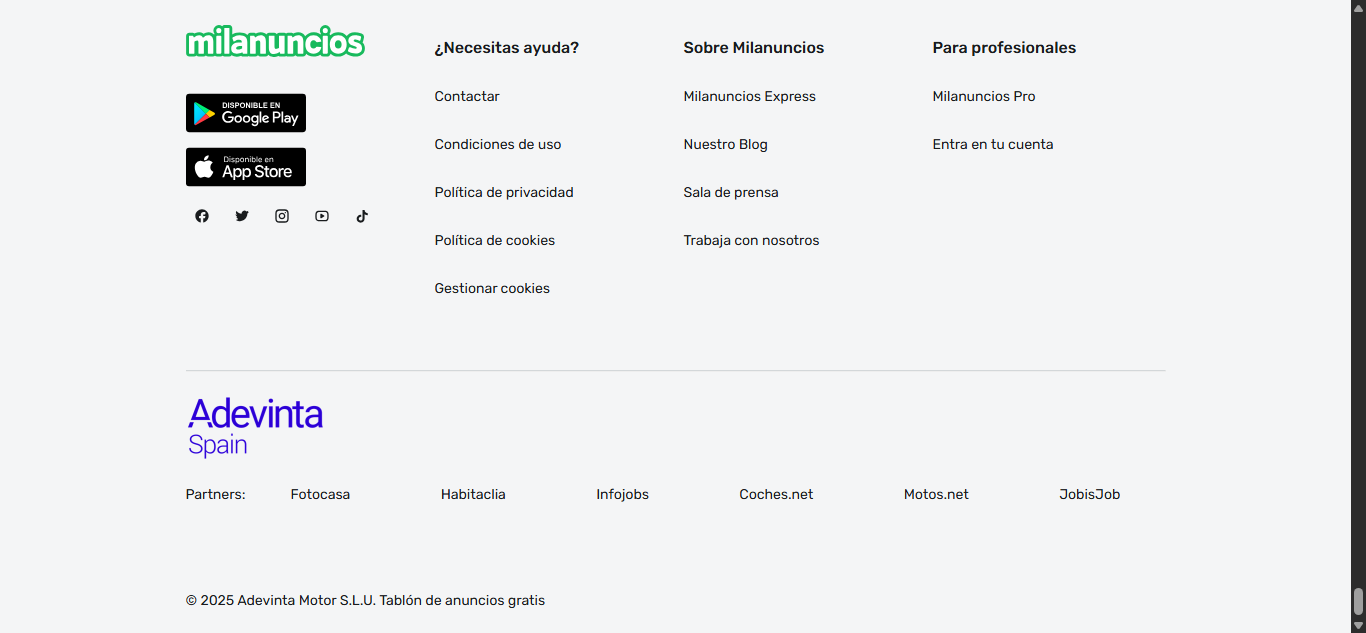 milanuncios
DISPONIBLE EN
Google Play
Disponible en
App Store
¿Necesitas ayuda?
Contactar
Condiciones de uso
Política de privacidad
Política de cookies
Gestionar cookies
Sobre Milanuncios
Milanuncios Express
Nuestro Blog
Sala de prensa
Trabaja con nosotros
Para profesionales
Milanuncios Pro
Entra en tu cuenta
Adevinta
Spain
Partners: Fotocasa Habitaclia Infojobs Coches.net Motos.net JobisJob
© 2025 Adevinta Motor S.L.U. Tablón de anuncios gratis